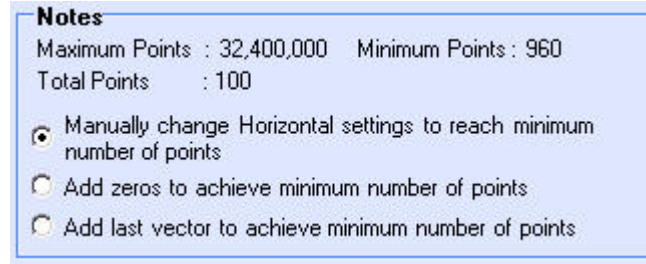 Notes
Maximum Points : 32,400,000 Minimum Points : 960
Total Points : 100
Manually change Horizontal settings to reach minimum
number of points
Add zeros to achieve minimum number of points
Add last vector to achieve minimum number of points